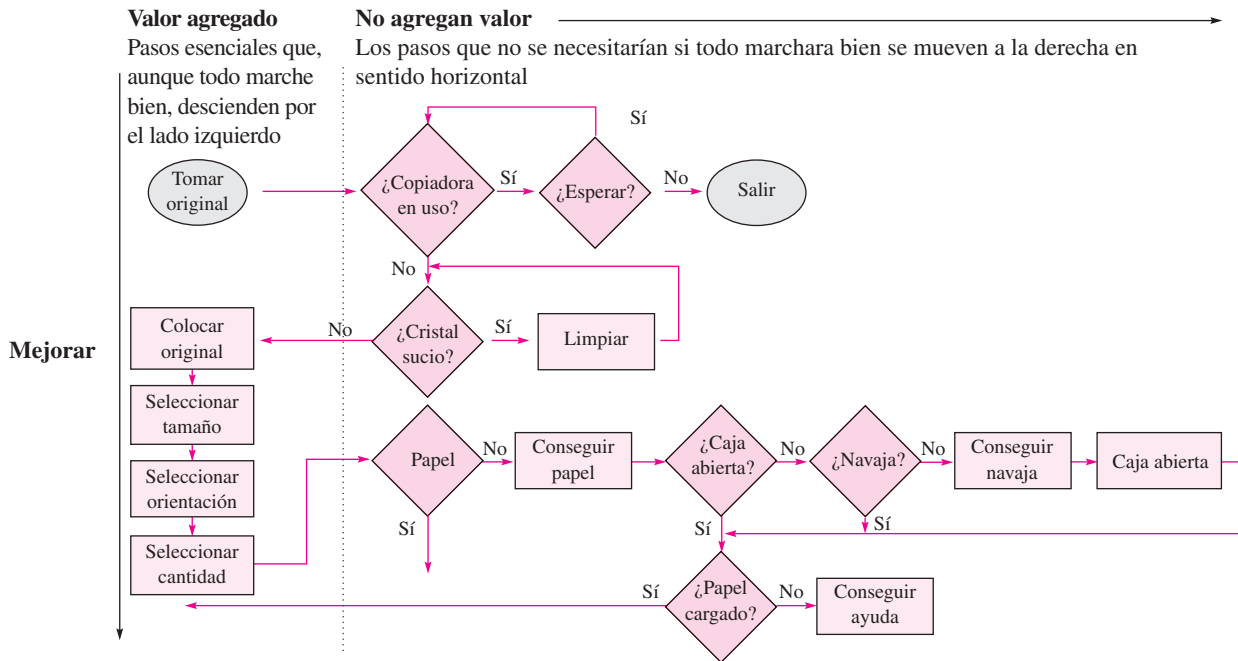 Valor agregado
Pasos esenciales que,
aunque todo marche
bien, descienden por
el lado izquierdo
No agregan valor
Los pasos que no se necesitarían si todo marchara bien se mueven a la derecha en
sentido horizontal
Mejorar
Tomar
original
¿Copiadora
en uso?
Sí
¿Esperar?
Sí
No
Salir
No
¿Cristal
sucio?
Sí
Limpiar
No
Colocar
original
Seleccionar
tamaño
Seleccionar
orientación
Seleccionar
cantidad
Papel
No
Conseguir
papel
¿Caja
abierta?
No
¿Navaja?
No
Conseguir
navaja
Caja abierta
Sí
Sí
Sí
¿Papel
cargado?
Sí
No
Conseguir
ayuda